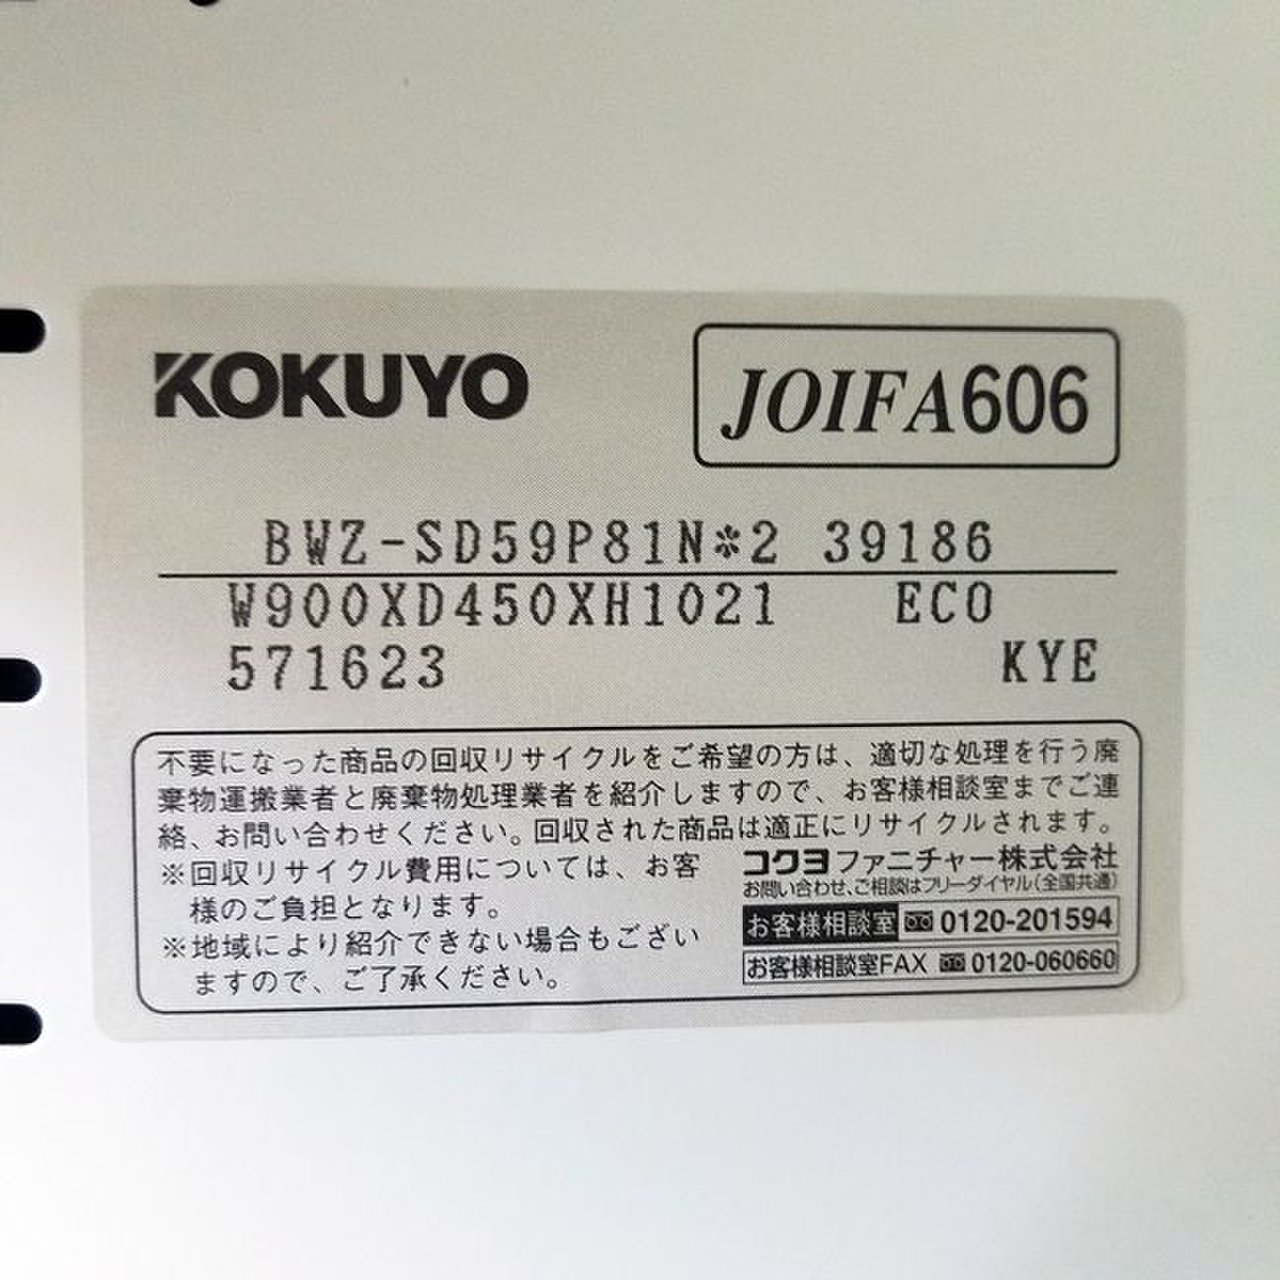 KOKUYO
JOIFA606
BWZ-SD59P81N*2 39186
W900XD450XH1021 ECO
571623 KYE
不要になった商品の回収リサイクルをご希望の方は、適切な処理を行う廃
棄物運搬業者と廃棄物処理業者を紹介しますので、お客様相談室までご連
絡、お問い合わせください。回収された商品は適正にリサイクルされます。
※回収リサイクル費用については、お客
様のご負担となります。
※地域により紹介できない場合もござい
ますので、ご了承ください。
コクヨファニチャー株式会社
お問い合わせ、ご相談はフリーダイヤル(全国共通)
お客様相談室 0120-201594
お客様相談室FAX 0120-060660